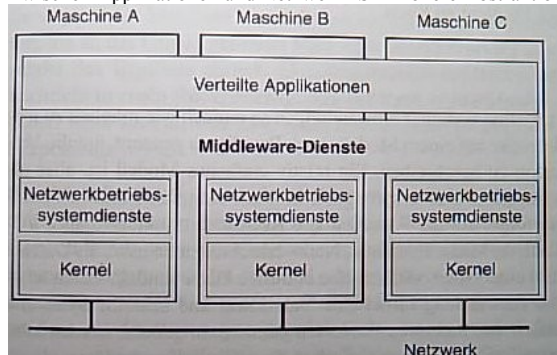 Maschine A Maschine B Maschine C
Verteilte Applikationen
Middleware-Dienste
Netzwerkbetriebs- Netzwerkbetriebs- Netzwerkbetriebs-
systemdienste systemdienste systemdienste
Kernel Kernel Kernel
Netzwerk